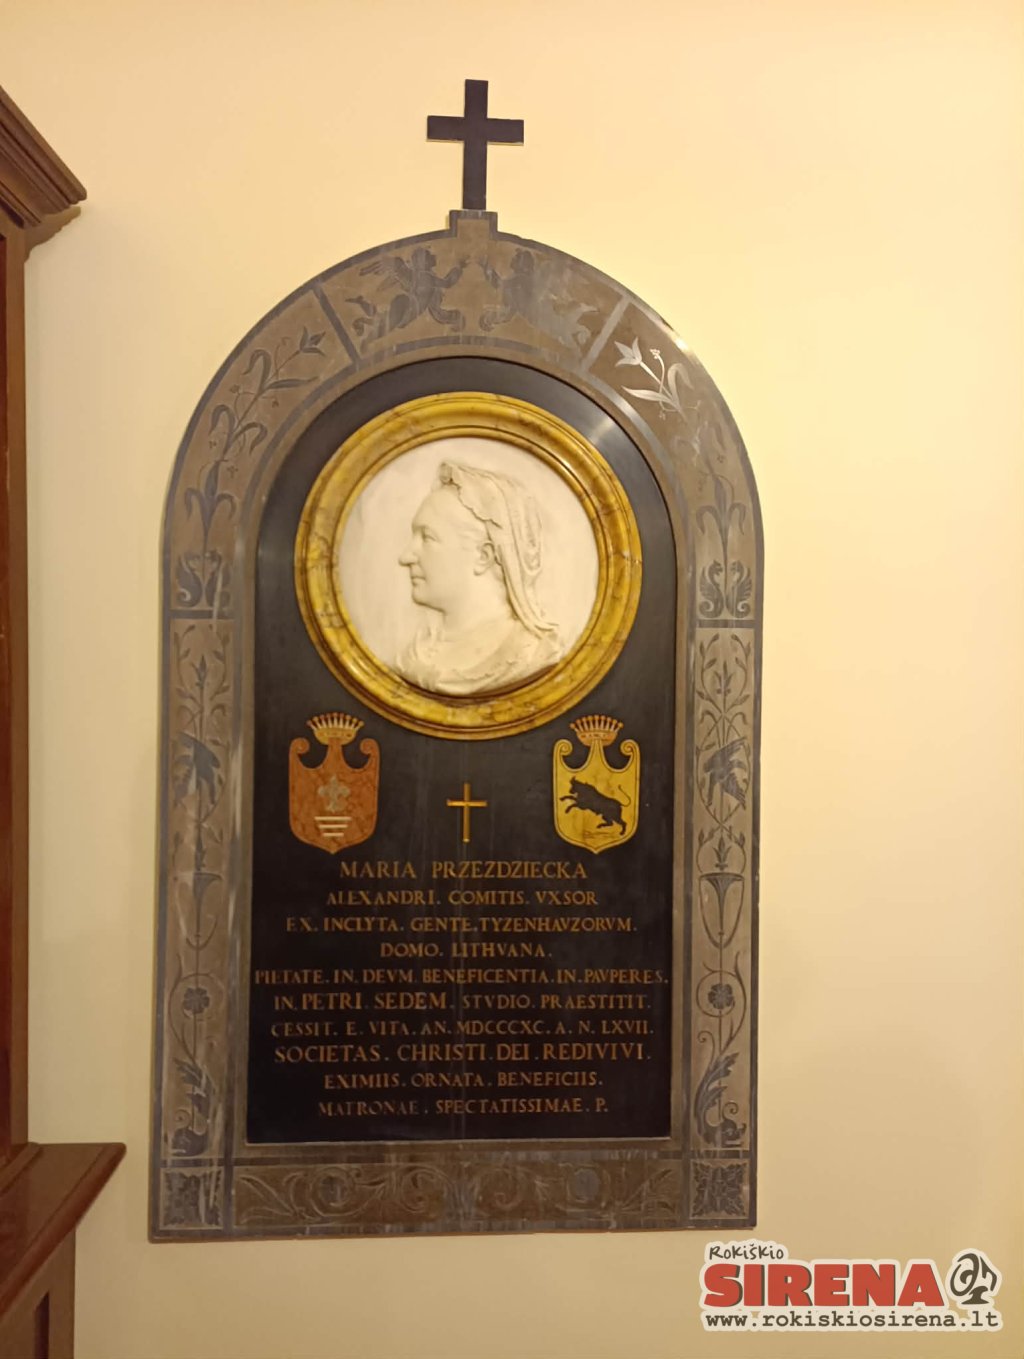 MARIA PRZEZDZIECKA
ALEXANDRI. COMITIS. VXSOR
EX. INCLYTA. GENTE. TYZENHAVZORVM.
DOMO. LITHVANA.
PIETATE. IN. DEVM. BENEFICENTIA. IN. PAVPERES.
IN. PETRI. SEDEM. STVDIO. PRAESTITIT.
CESSIT. E. VITA. AN. MDCCCXC. A. N. LXVII.
SOCIETAS. CHRISTI. DEI. REDIVIVI.
EXIMIIS. ORNATA. BENEFICIIS.
MATRONAE. SPECTATISSIMAE. P.
ROKIŠKIO
SIRENA
www.rokiskiosirena.lt